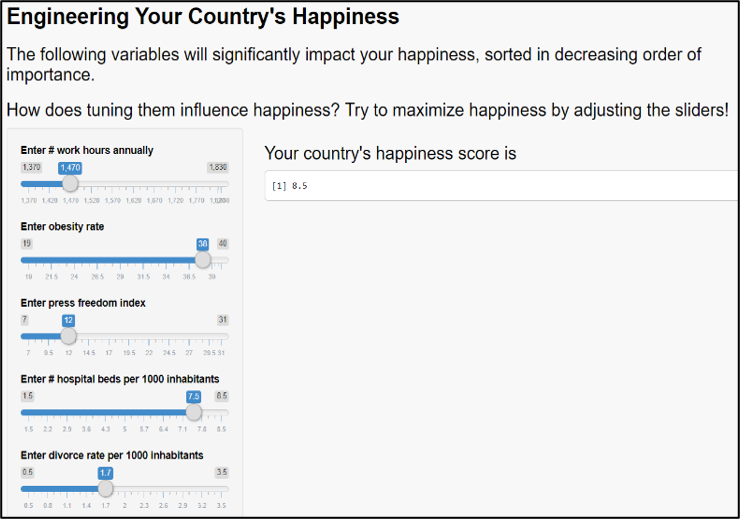 Engineering Your Country's Happiness
The following variables will significantly impact your happiness, sorted in decreasing order of
importance.
How does tuning them influence happiness? Try to maximize happiness by adjusting the sliders!
Enter # work hours annually
1,370 1,470 1,830
1,370 1,420 1,470 1,520 1,570 1,620 1,670 1,720 1,770
Enter obesity rate
19 38 40
19 21.5 24 26.5 29 31.5 34 36.5 39
Enter press freedom index
7 12 31
7 9.5 12 14.5 17 19.5 22 24.5 27 29.5 31
Enter # hospital beds per 1000 inhabitants
1.5 7.5 8.5
1.5 2.2 2.9 3.6 4.3 5 5.7 6.4 7.1 7.8 8.5
Enter divorce rate per 1000 inhabitants
0.5 1.7 3.5
0.5 0.8 1.1 1.4 1.7 2 2.3 2.6 2.9 3.2 3.5
Your country's happiness score is
[1] 8.5